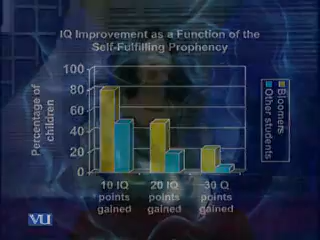 IQ Improvement as a Function of the
Self-Fulfilling Prophency
Percentage of
children
100
80
60
40
20
0
10 IQ
points
gained
20 IQ
points
gained
30 Q
points
gained
Bloomers
Other students
VU